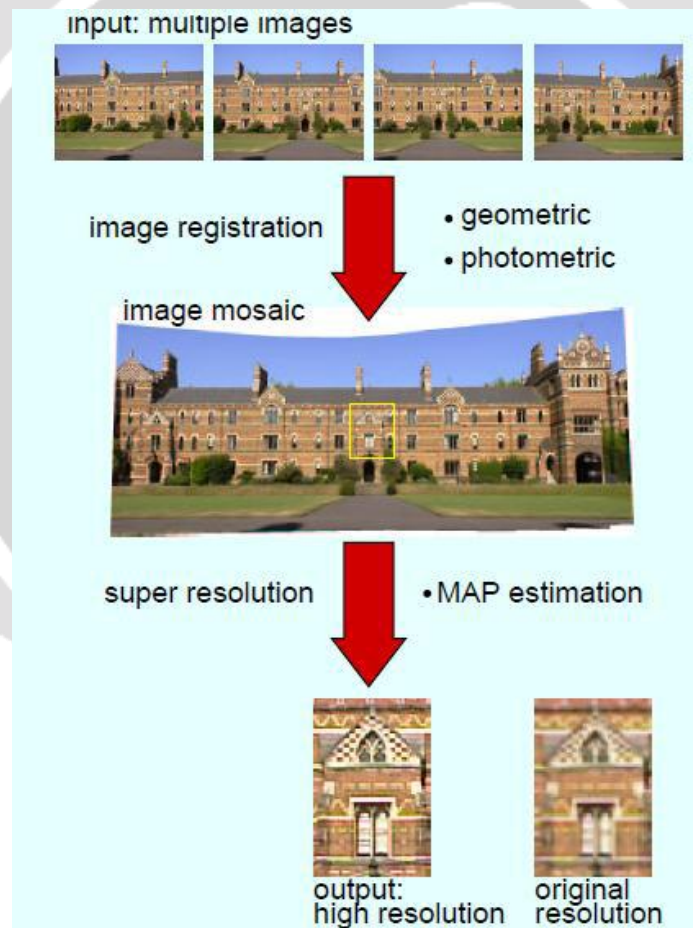 input: multiple images
image registration
• geometric
• photometric
image mosaic
super resolution
• MAP estimation
output:
high resolution
original
resolution